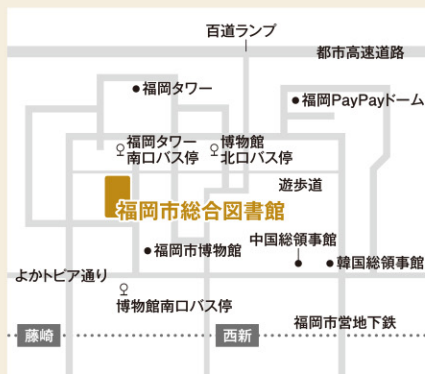 百道ランプ
都市高速道路
福岡タワー
福岡PayPayドーム
福岡タワー
南口バス停
博物館
北口バス停
遊歩道
福岡市総合図書館
中国総領事館
福岡市博物館
韓国総領事館
よかトピア通り
博物館南口バス停
福岡市営地下鉄
藤崎
西新